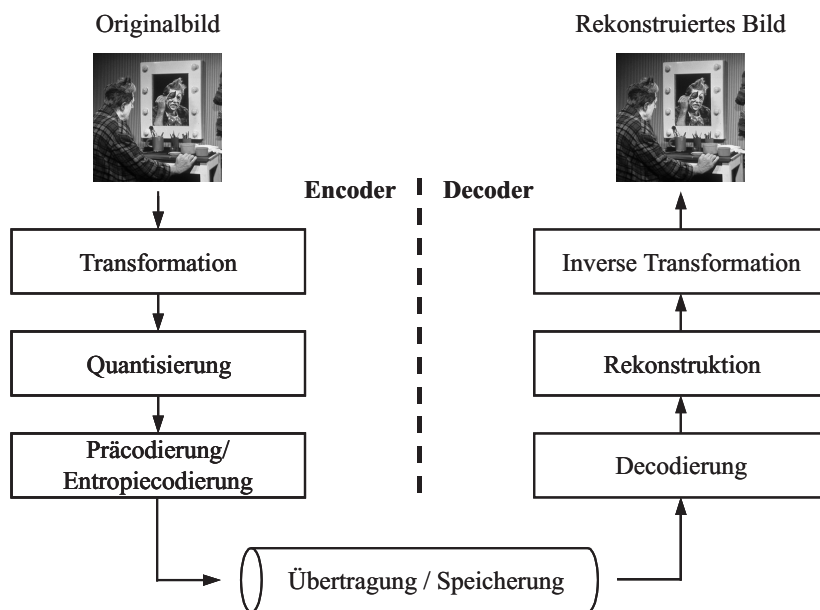 Originalbild
Rekonstruiertes Bild
Encoder
Decoder
Transformation
Inverse Transformation
Quantisierung
Rekonstruktion
Präcodierung/
Entropiecodierung
Decodierung
Übertragung / Speicherung